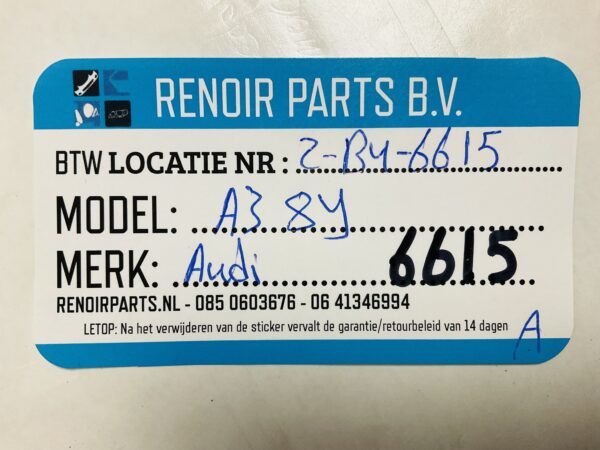 RENOIR PARTS B.V.
BTW LOCATIE NR : 2-B4-6615
MODEL: A3 8Y
MERK: Audi 6615
RENOIRPARTS.NL - 085 0603676 - 06 41346994
LETOP: Na het verwijderen van de sticker vervalt de garantie/retourbeleid van 14 dagen
A